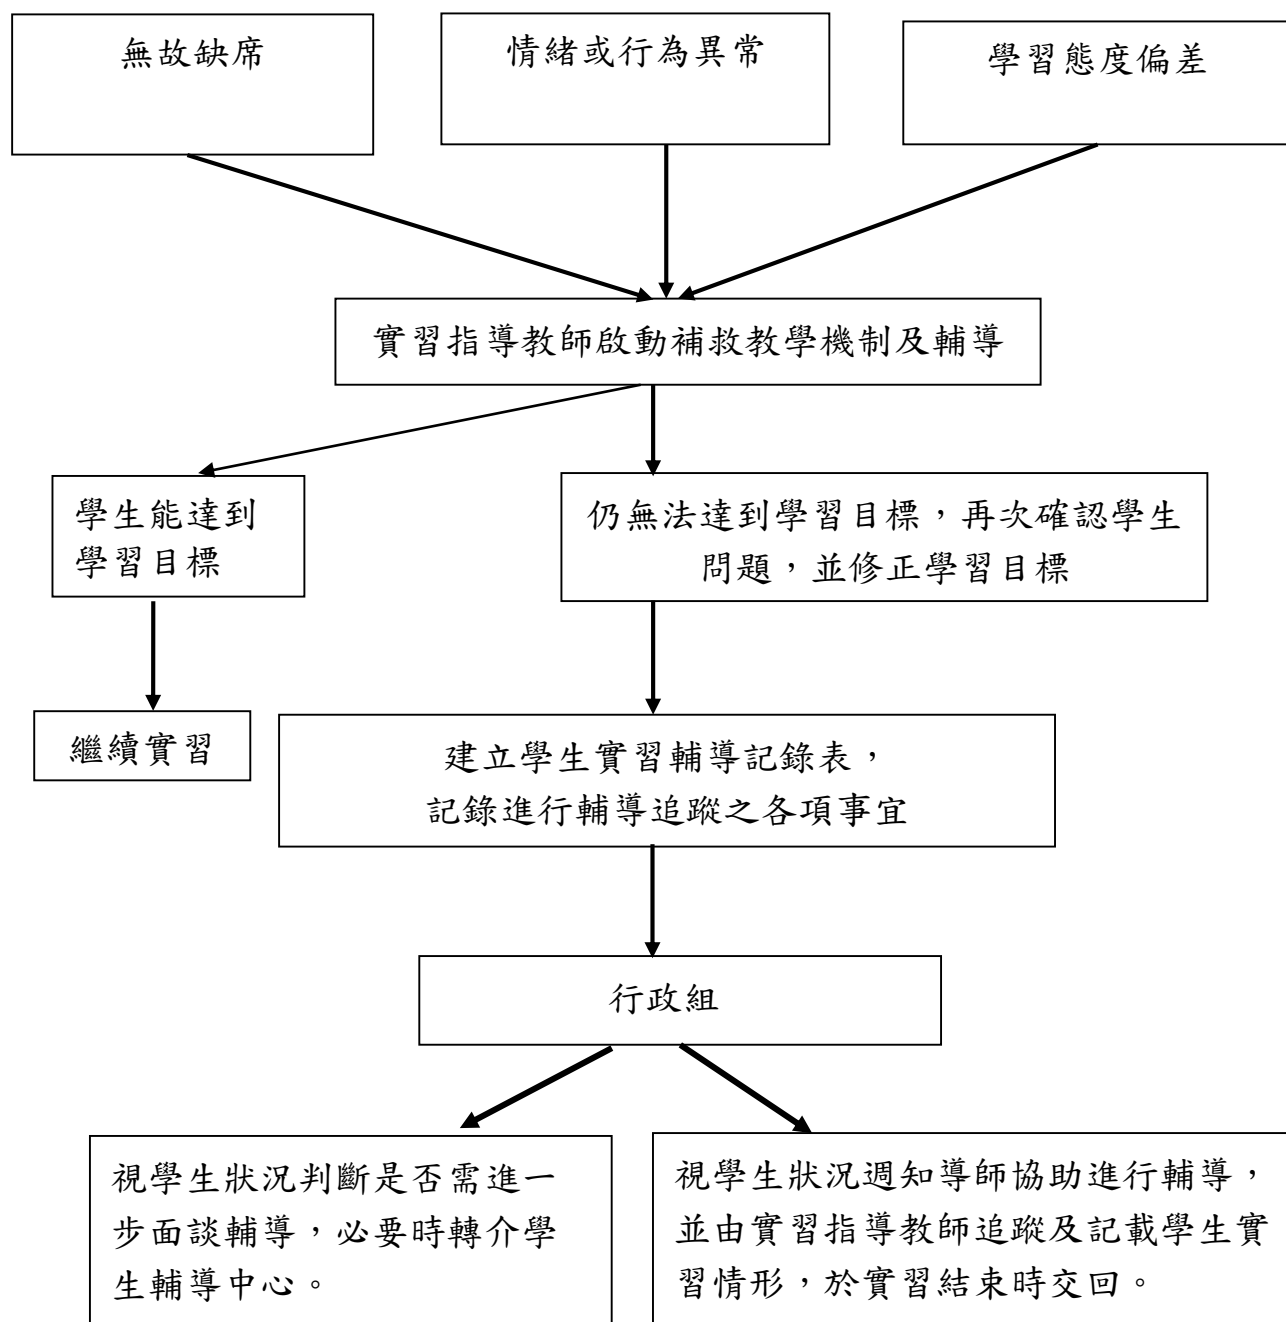 無故缺席
情緒或行為異常
學習態度偏差
實習指導教師啟動補救教學機制及輔導
學生能達到
學習目標
仍無法達到學習目標，再次確認學生
問題，並修正學習目標
繼續實習
建立學生實習輔導記錄表，
記錄進行輔導追蹤之各項事宜
行政組
視學生狀況判斷是否需進一
步面談輔導，必要時轉介學
生輔導中心。
視學生狀況週知導師協助進行輔導，
並由實習指導教師追蹤及記載學生實
習情形，於實習結束時交回。